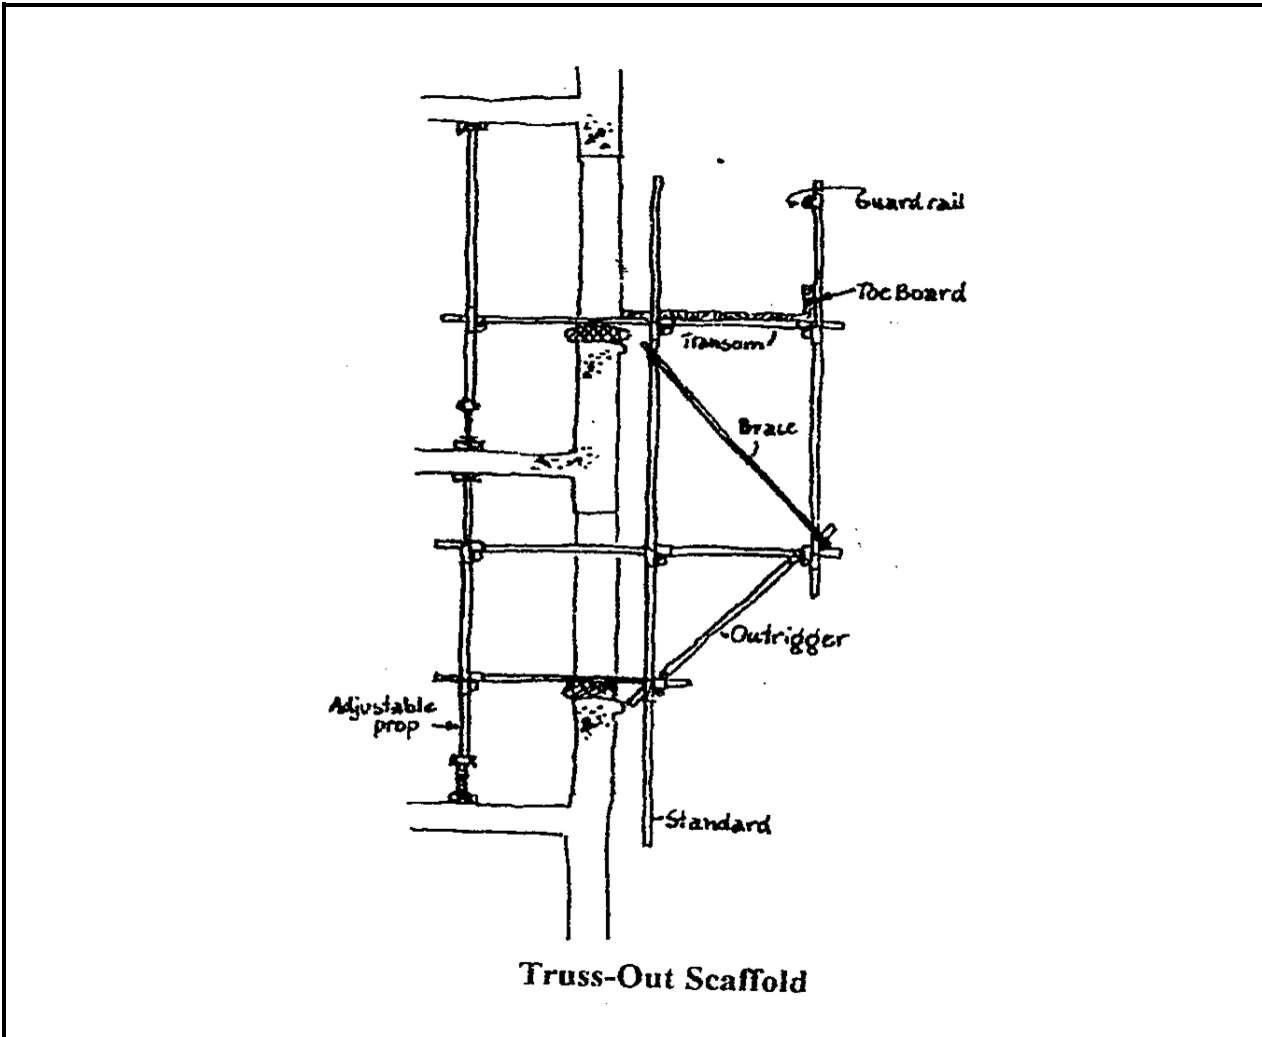 Guard rail
Toe Board
Transom
Brace
Outrigger
Adjustable
prop
Standard
Truss-Out Scaffold